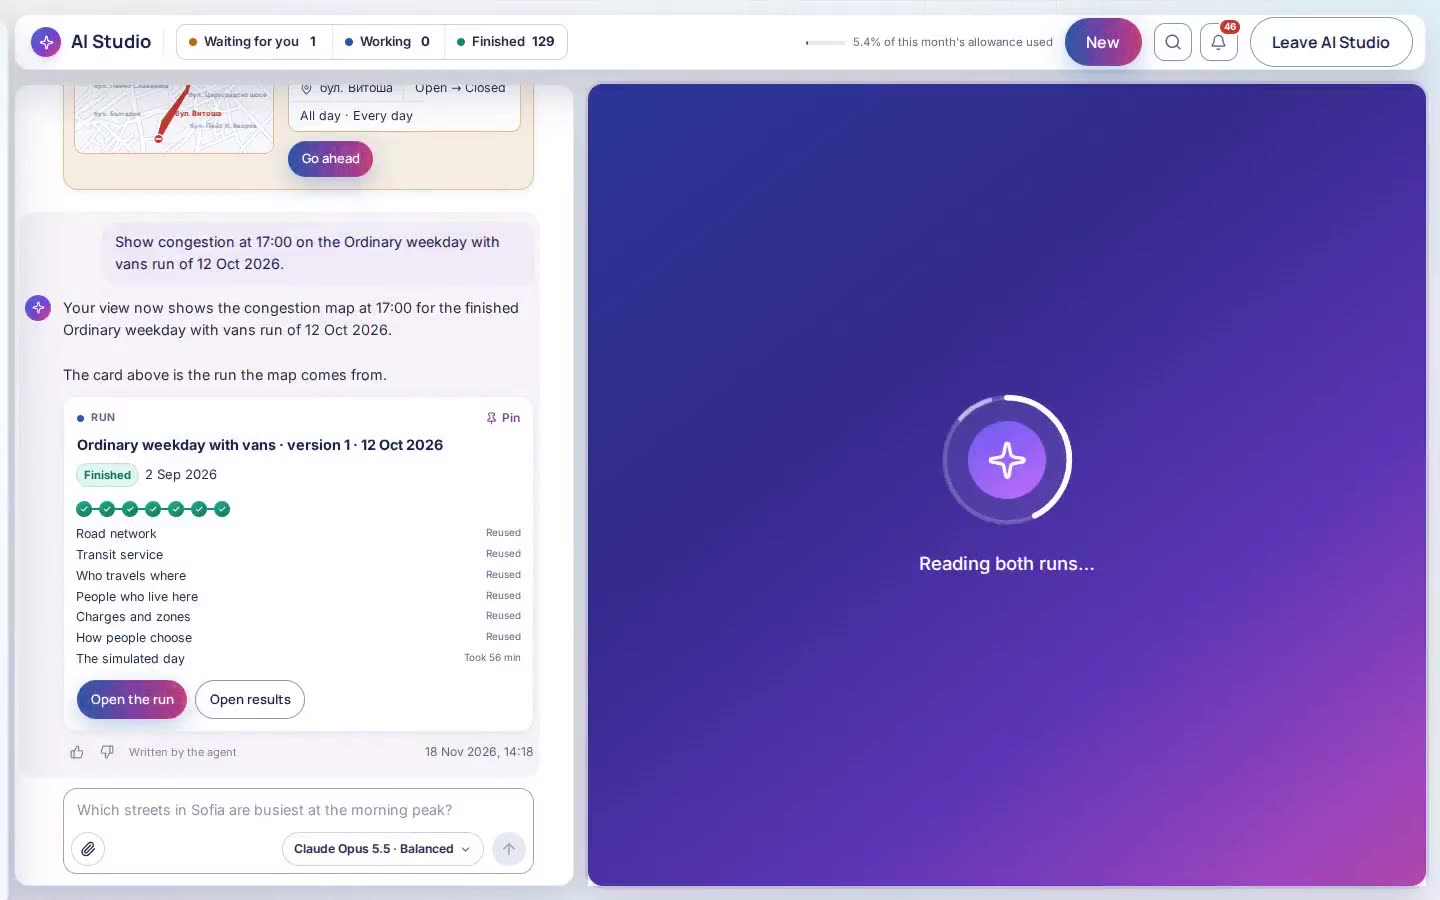 AI Studio
Waiting for you 1
Working 0
Finished 129
5.4% of this month's allowance used
New
46
Leave AI Studio
бул. Витоша
Open → Closed
бул. България
бул. Витоша
All day · Every day
Go ahead
Show congestion at 17:00 on the Ordinary weekday with
vans run of 12 Oct 2026.
Your view now shows the congestion map at 17:00 for the finished
Ordinary weekday with vans run of 12 Oct 2026.
The card above is the run the map comes from.
RUN
Pin
Ordinary weekday with vans · version 1 · 12 Oct 2026
Finished 2 Sep 2026
Road network Reused
Transit service Reused
Who travels where Reused
People who live here Reused
Charges and zones Reused
How people choose Reused
The simulated day Took 56 min
Open the run
Open results
Written by the agent
18 Nov 2026, 14:18
Which streets in Sofia are busiest at the morning peak?
Claude Opus 5.5 · Balanced
Reading both runs...